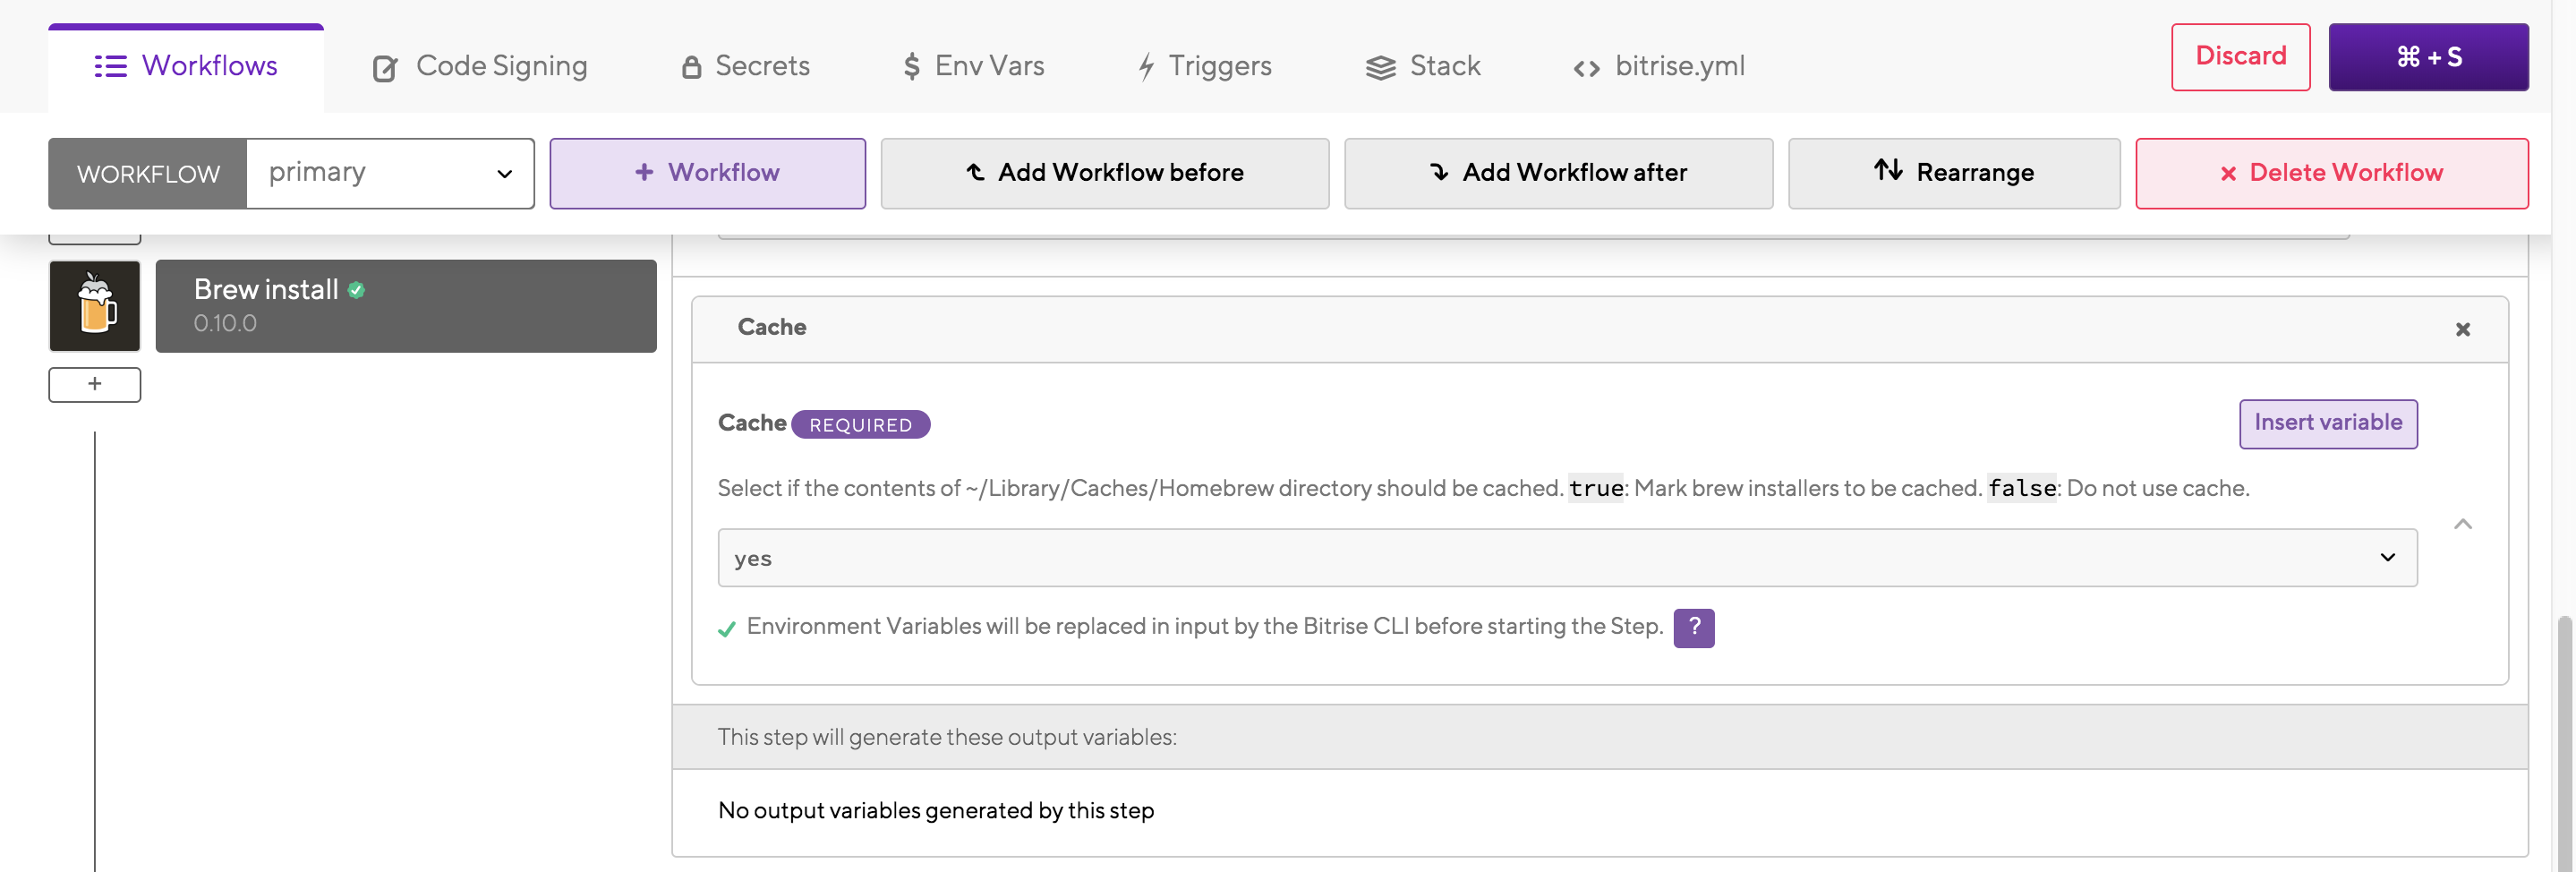 Workflows Code Signing Secrets $ Env Vars Triggers Stack <> bitrise.yml Discard ⌘ + S
WORKFLOW primary + Workflow Add Workflow before Add Workflow after Rearrange × Delete Workflow
Brew install
0.10.0
+
Cache
Cache REQUIRED Insert variable
Select if the contents of ~/Library/Caches/Homebrew directory should be cached. true: Mark brew installers to be cached. false: Do not use cache.
yes
Environment Variables will be replaced in input by the Bitrise CLI before starting the Step. ?
This step will generate these output variables:
No output variables generated by this step